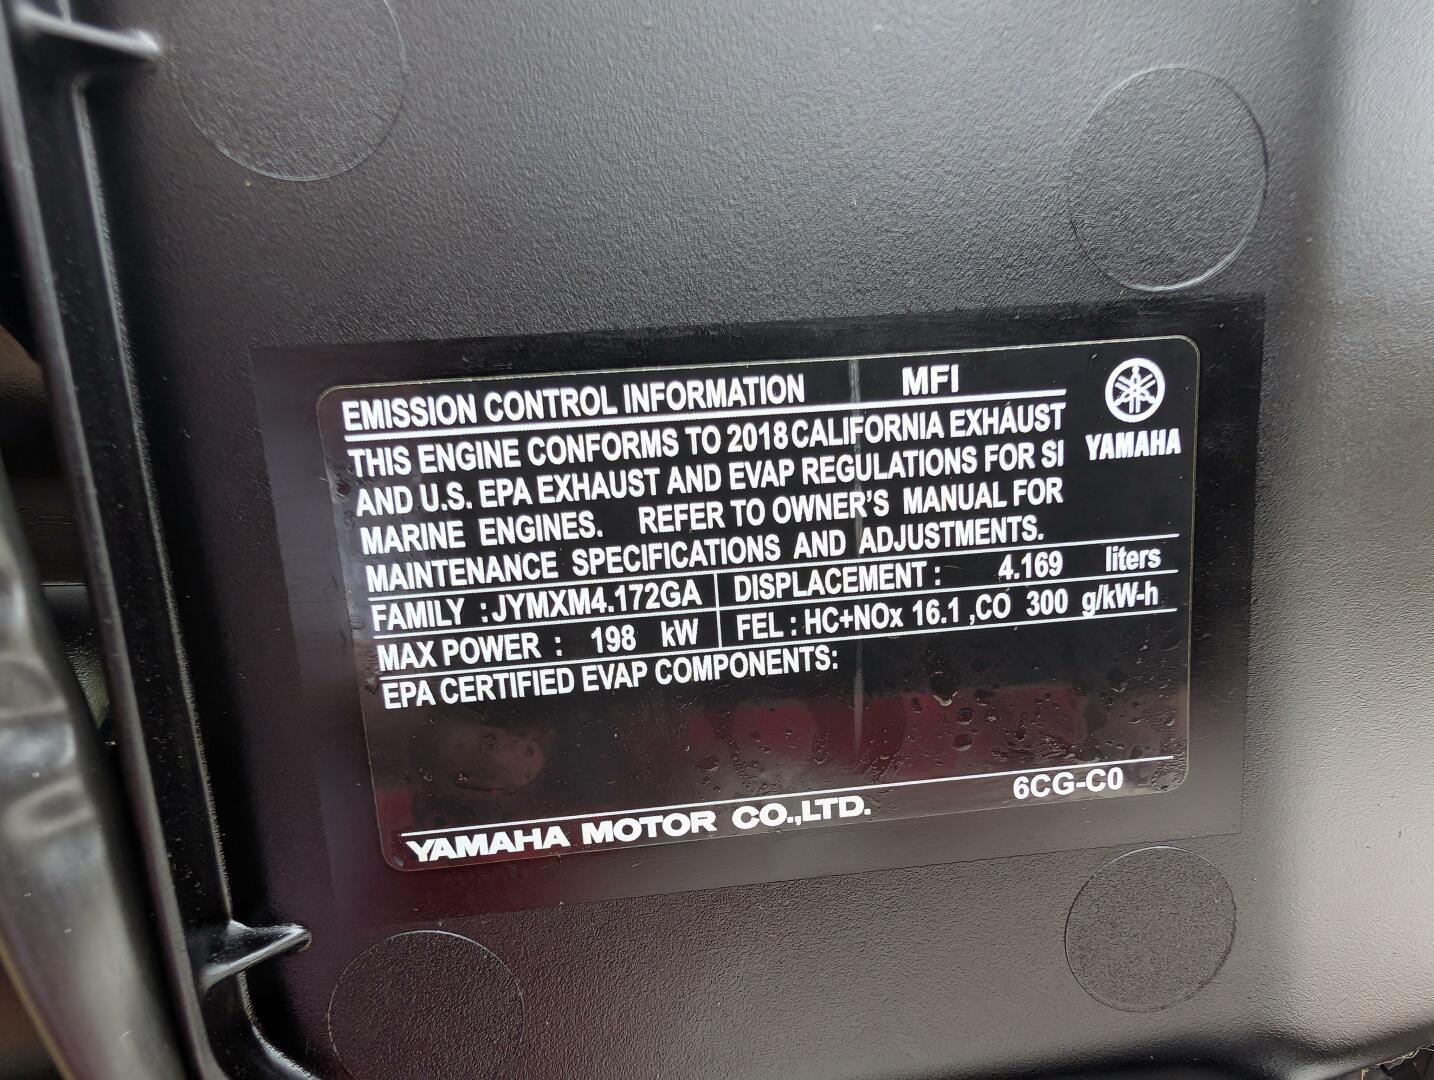 EMISSION CONTROL INFORMATION MFI
YAMAHA
THIS ENGINE CONFORMS TO 2018 CALIFORNIA EXHAUST
AND U.S. EPA EXHAUST AND EVAP REGULATIONS FOR SI
MARINE ENGINES. REFER TO OWNER'S MANUAL FOR
MAINTENANCE SPECIFICATIONS AND ADJUSTMENTS.
FAMILY : JYMXM4.172GA DISPLACEMENT : 4.169 liters
MAX POWER : 198 kW FEL : HC+NOx 16.1 ,CO 300 g/kW-h
EPA CERTIFIED EVAP COMPONENTS:
6CG-C0
YAMAHA MOTOR CO.,LTD.